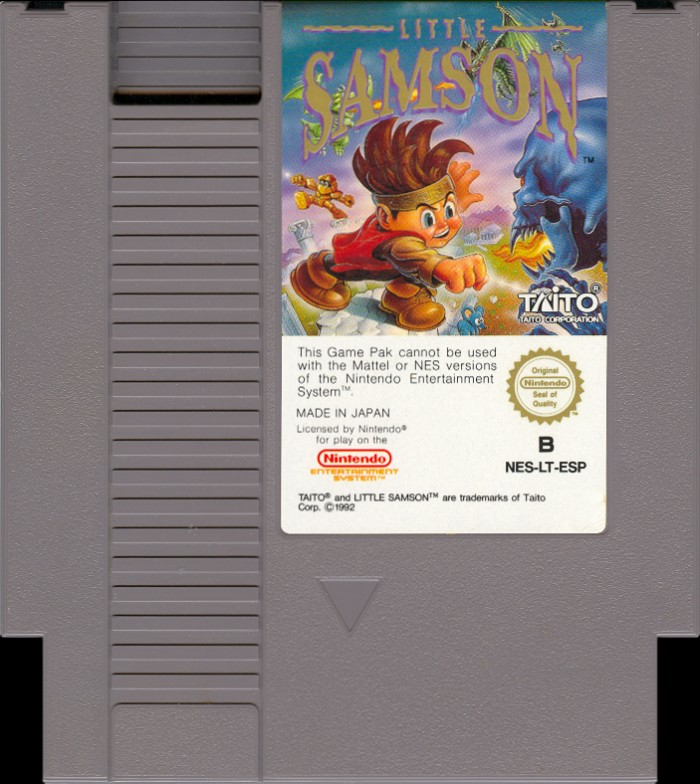 LITTLE
SAMSON
TM
TAITO®
TAITO CORPORATION
This Game Pak cannot be used
with the Mattel or NES versions
of the Nintendo Entertainment
System™.
MADE IN JAPAN
Licensed by Nintendo®
for play on the
Nintendo
ENTERTAINMENT
SYSTEM™
Original
Nintendo
Seal of
Quality
TM
B
NES-LT-ESP
TAITO® and LITTLE SAMSON™ are trademarks of Taito
Corp. ©1992